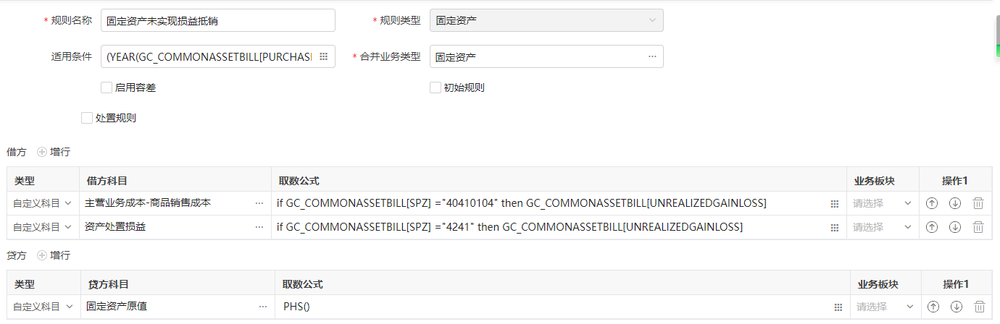 * 规则名称 固定资产未实现损益抵销 * 规则类型 固定资产
适用条件 (YEAR(GC_COMMONASSETBILL[PURCHASI * 合并业务类型 固定资产 ...
启用容差 初始规则
处置规则
借方 增行
类型 借方科目 取数公式 业务板块 操作1
自定义科目 主营业务成本-商品销售成本 ... if GC_COMMONASSETBILL[SPZ] ="40410104" then GC_COMMONASSETBILL[UNREALIZEDGAINLOSS] 请选择
自定义科目 资产处置损益 ... if GC_COMMONASSETBILL[SPZ] ="4241" then GC_COMMONASSETBILL[UNREALIZEDGAINLOSS] 请选择
贷方 增行
类型 贷方科目 取数公式 业务板块 操作1
自定义科目 固定资产原值 ... PHS() 请选择